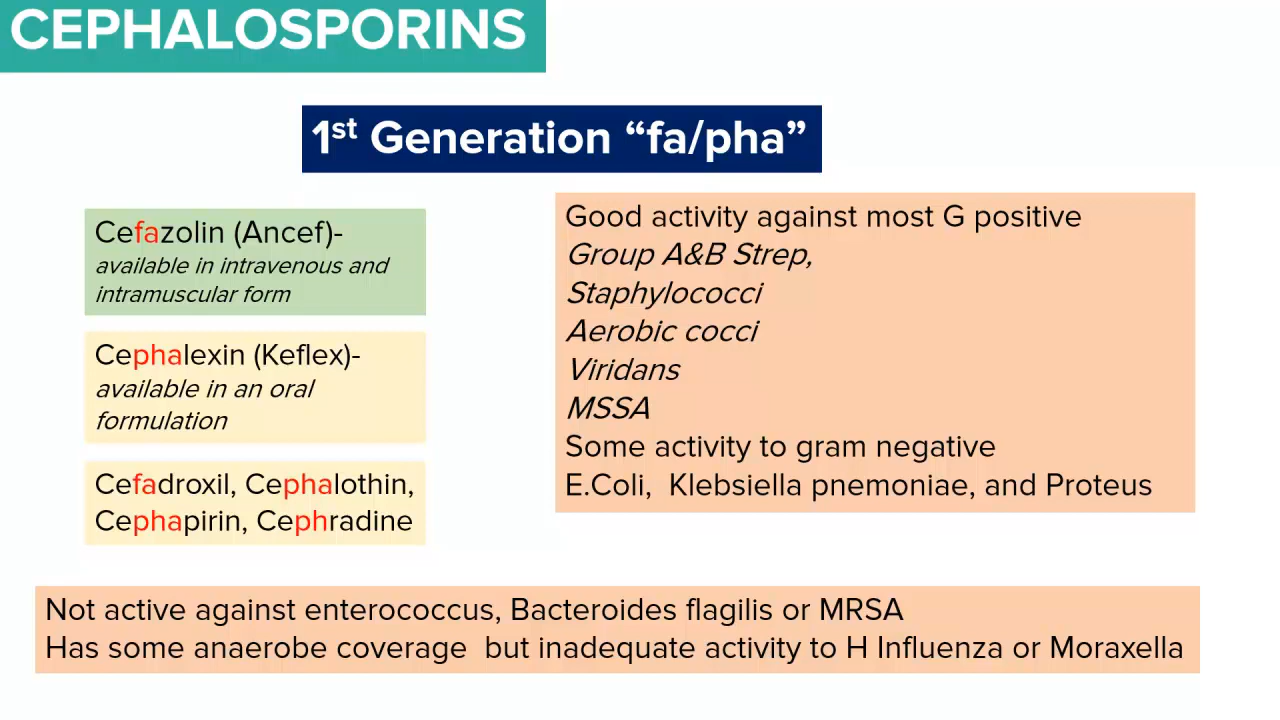 CEPHALOSPORINS
1st Generation “fa/pha”
Cefazolin (Ancef)-
available in intravenous and
intramuscular form
Cephalexin (Keflex)-
available in an oral
formulation
Cefadroxil, Cephalothin,
Cephapirin, Cephradine
Good activity against most G positive
Group A&B Strep,
Staphylococci
Aerobic cocci
Viridans
MSSA
Some activity to gram negative
E.Coli,  Klebsiella pnemoniae, and Proteus
Not active against enterococcus, Bacteroides flagilis or MRSA
Has some anaerobe coverage  but inadequate activity to H Influenza or Moraxella